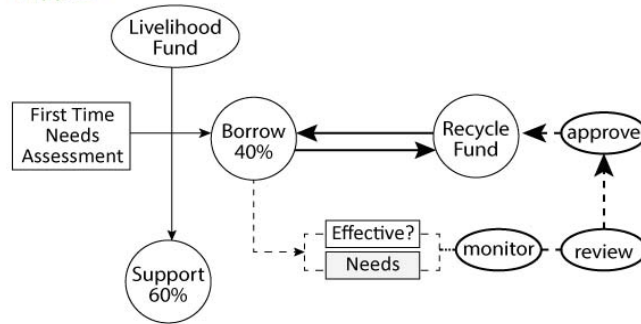 Livelihood
Fund
First Time
Needs
Assessment
Borrow
40%
Recycle
Fund
approve
Effective?
Needs
monitor
review
Support
60%